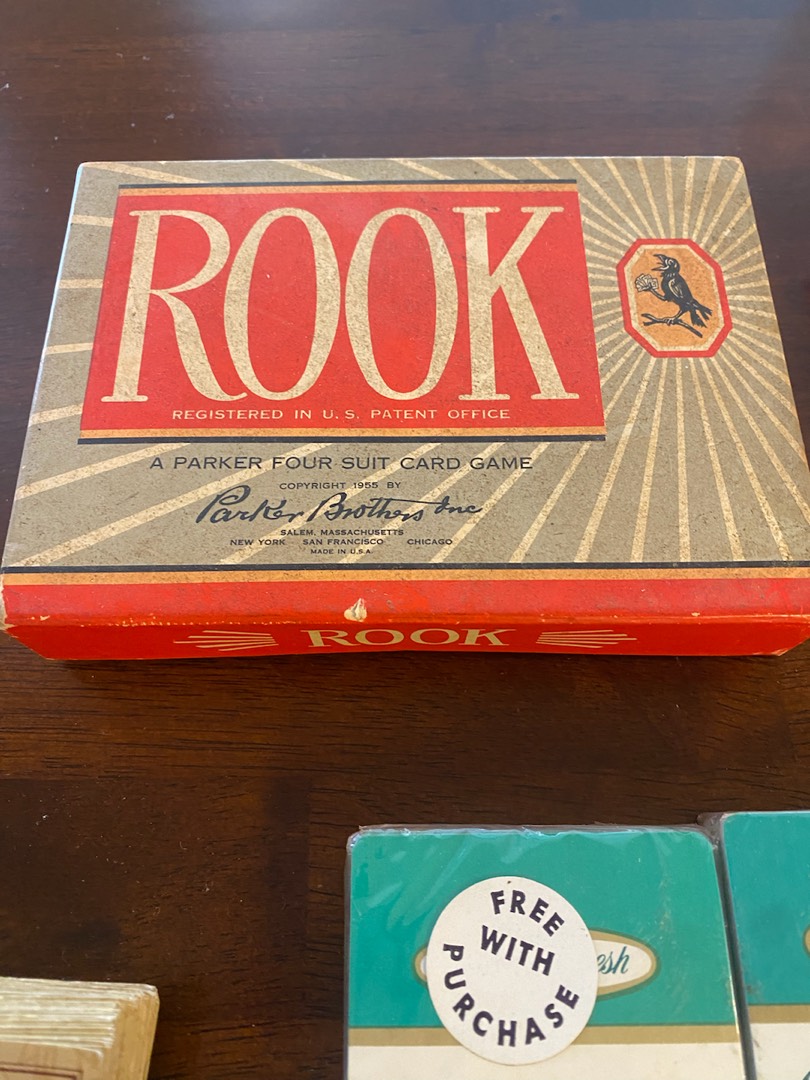 ROOK
REGISTERED IN U.S. PATENT OFFICE
A PARKER FOUR SUIT CARD GAME
COPYRIGHT 1955 BY
Parker Brothers Inc
SALEM, MASSACHUSETTS
NEW YORK SAN FRANCISCO CHICAGO
MADE IN U.S.A.
ROOK
FREE
WITH
PURCHASE
esh